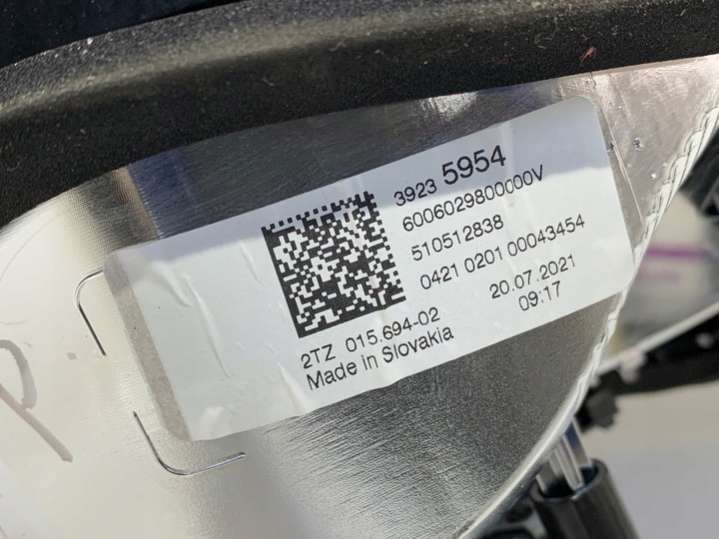 3923 5954
6006029800000V
510512838
0421 0201 00043454
20.07.2021
09:17
2TZ 015.694-02
Made in Slovakia